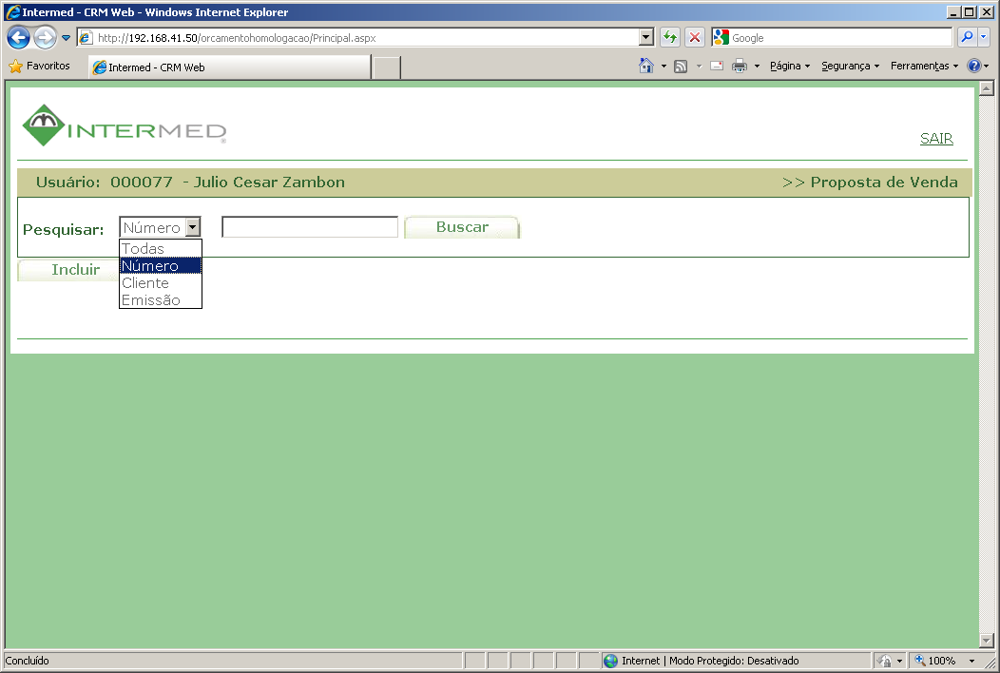 Intermed - CRM Web - Windows Internet Explorer
http://192.168.41.50/orcamentohomologacao/Principal.aspx
Google
Favoritos
Intermed - CRM Web
Página
Segurança
Ferramentas
INTERMED
SAIR
Usuário: 000077 - Julio Cesar Zambon
>> Proposta de Venda
Pesquisar:
Número
Buscar
Todas
Número
Cliente
Emissão
Incluir
Concluído
Internet | Modo Protegido: Desativado
100%